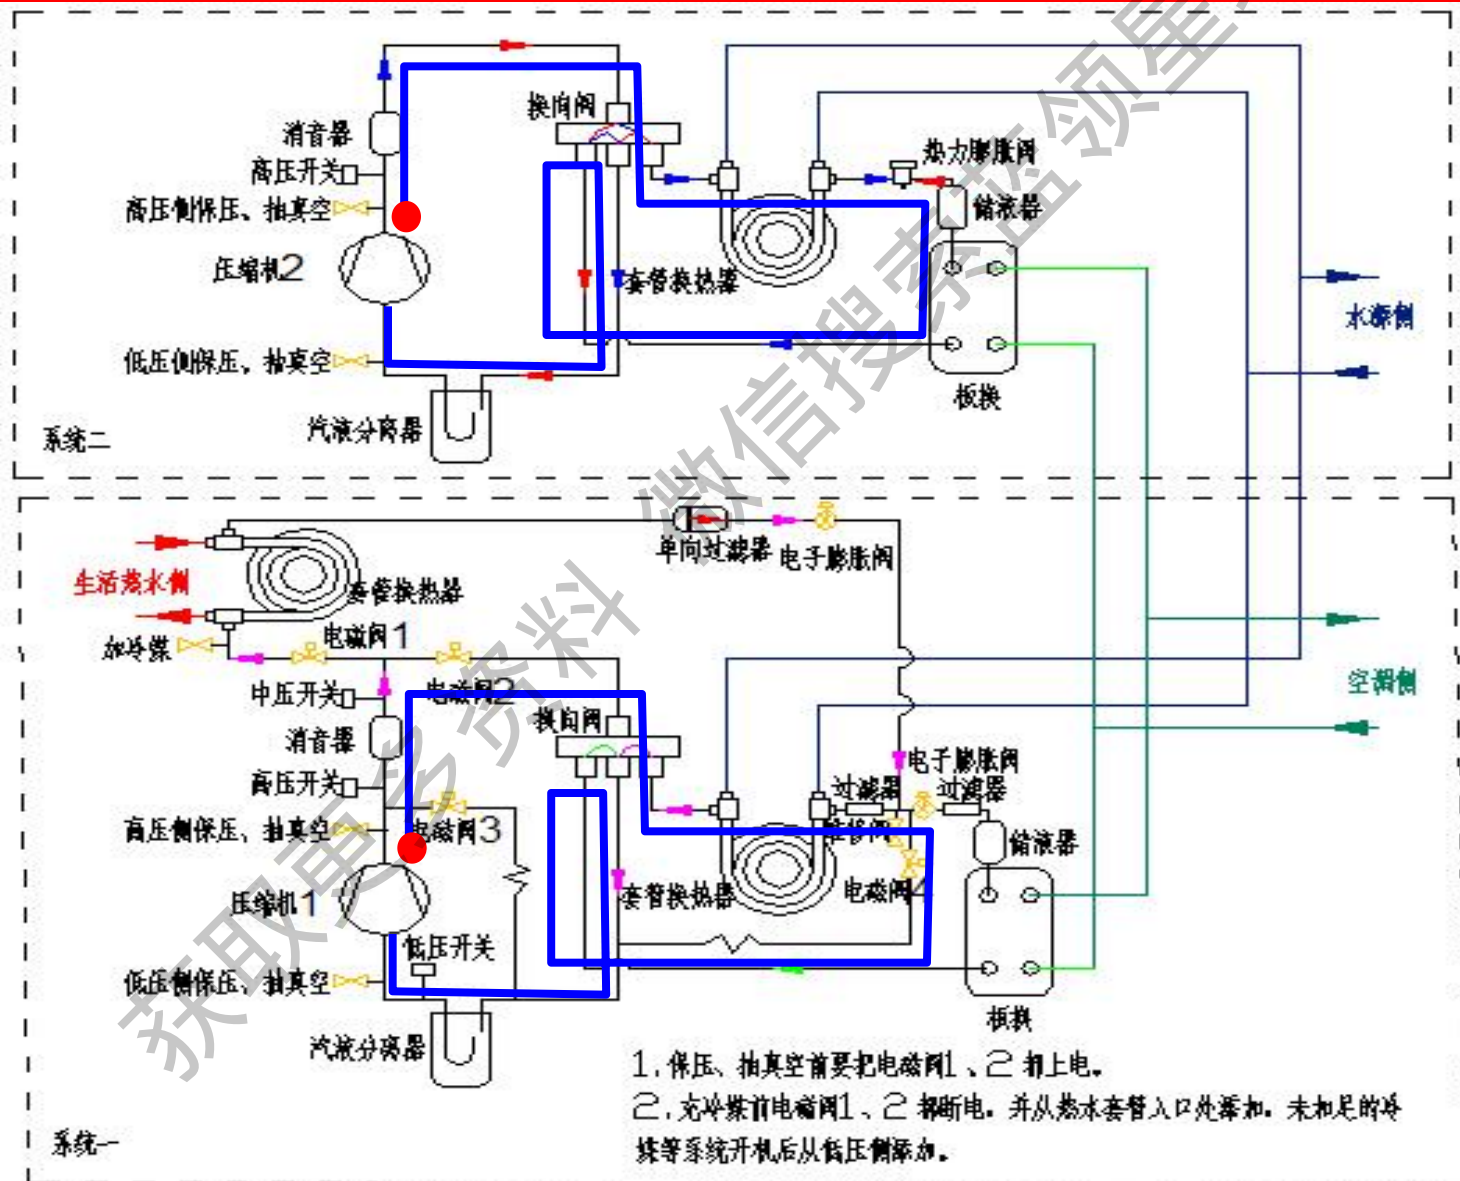 换向阀
消音器
热力膨胀阀
高压开关
高压侧保压、抽真空
储液器
压缩机2
套管换热器
水源侧
低压侧保压、抽真空
板换
汽液分离器
系统二
单向过滤器
电子膨胀阀
生活热水侧
套管换热器
电磁阀1
加冷媒
中压开关
电磁阀2
空调侧
换向阀
消音器
电子膨胀阀
高压开关
过滤器
过滤器
高压侧保压、抽真空
电磁阀3
储液器
压缩机1
套管换热器
电磁阀4
低压开关
低压侧保压、抽真空
板换
汽液分离器
1.保压、抽真空前要把电磁阀1、2都上电。
2.充冷媒前电磁阀1、2都断电。并从热水套管入口处添加。未加足的冷
媒等系统开机后从低压侧添加。
系统一
获取更多资料 微信搜索蓝领星